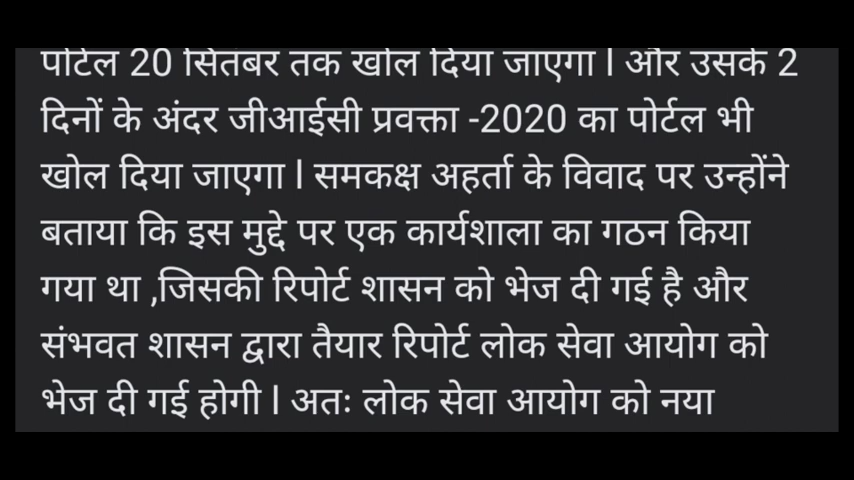 पोर्टल 20 सितंबर तक खोल दिया जाएगा l और उसके 2
दिनों के अंदर जीआईसी प्रवक्ता -2020 का पोर्टल भी
खोल दिया जाएगा l समकक्ष अहर्ता के विवाद पर उन्होंने
बताया कि इस मुद्दे पर एक कार्यशाला का गठन किया
गया था ,जिसकी रिपोर्ट शासन को भेज दी गई है और
संभवत शासन द्वारा तैयार रिपोर्ट लोक सेवा आयोग को
भेज दी गई होगी l अतः लोक सेवा आयोग को नया